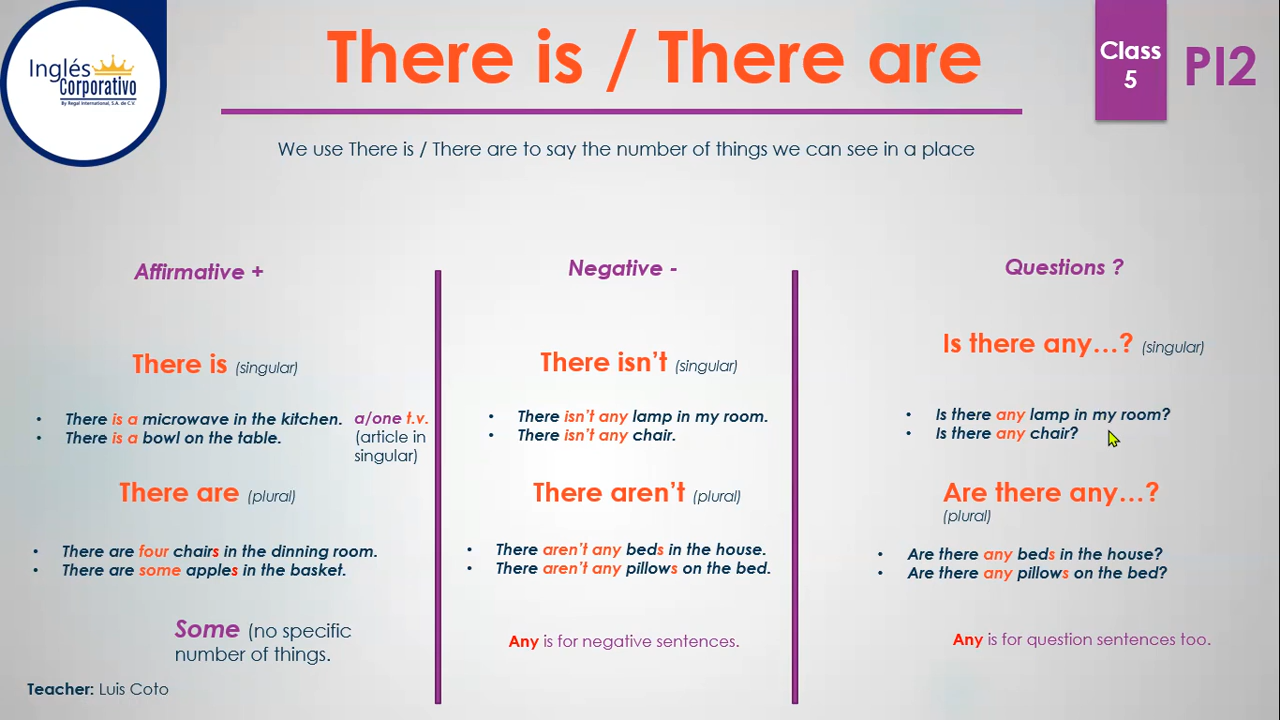 Inglés
Corporativo
By Regal International, S.A. de C.V.
There is / There are
Class
5
PI2
We use There is / There are to say the number of things we can see in a place
Affirmative +
There is (singular)
• There is a microwave in the kitchen.
• There is a bowl on the table.
a/one t.v.
(article in
singular)
There are (plural)
• There are four chairs in the dinning room.
• There are some apples in the basket.
Some (no specific
number of things.
Teacher: Luis Coto
Negative -
There isn't (singular)
• There isn't any lamp in my room.
• There isn't any chair.
There aren't (plural)
• There aren't any beds in the house.
• There aren't any pillows on the bed.
Any is for negative sentences.
Questions ?
Is there any...? (singular)
• Is there any lamp in my room?
• Is there any chair?
Are there any...?
(plural)
• Are there any beds in the house?
• Are there any pillows on the bed?
Any is for question sentences too.